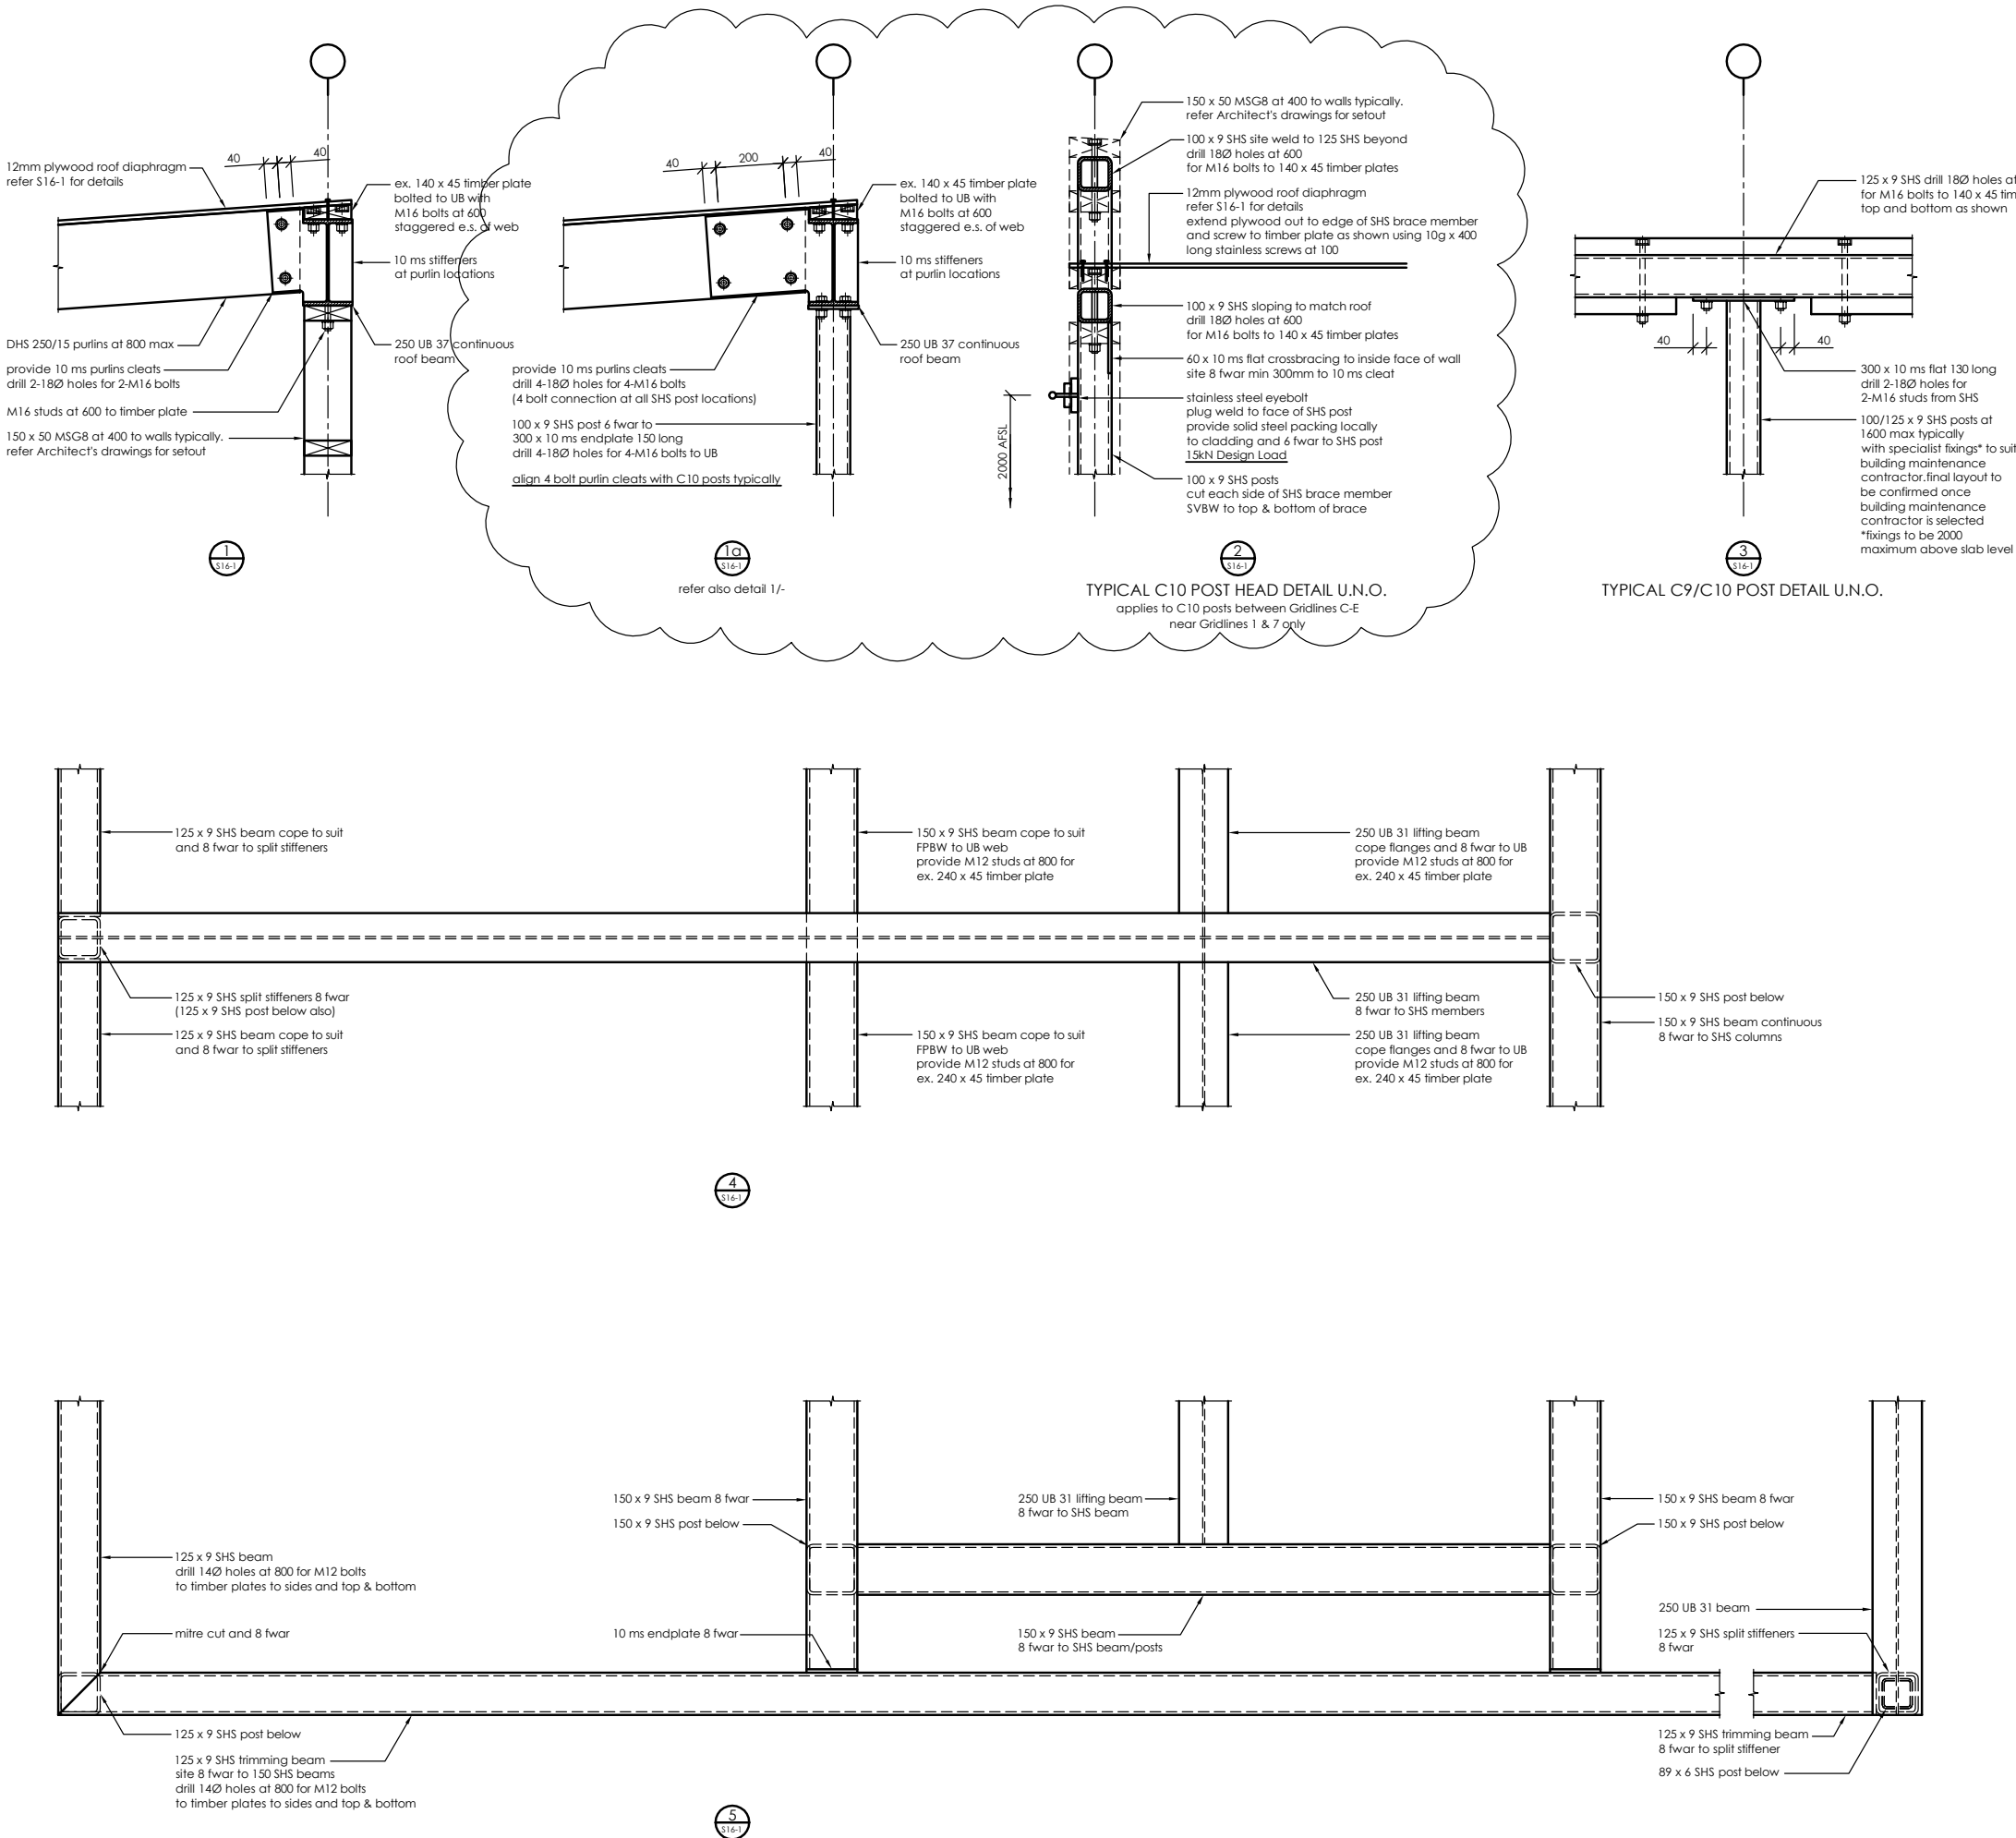 12mm plywood roof diaphragm
refer S16-1 for details
40
40
ex. 140 x 45 timber plate
bolted to UB with
M16 bolts at 600
staggered e.s. of web
10 ms stiffeners
at purlin locations
DHS 250/15 purlins at 800 max
250 UB 37 continuous
roof beam
provide 10 ms purlins cleats
drill 2-18Ø holes for 2-M16 bolts
M16 studs at 600 to timber plate
150 x 50 MSG8 at 400 to walls typically.
refer Architect's drawings for setout
1
S16-1
40
200
40
ex. 140 x 45 timber plate
bolted to UB with
M16 bolts at 600
staggered e.s. of web
10 ms stiffeners
at purlin locations
250 UB 37 continuous
roof beam
provide 10 ms purlins cleats
drill 4-18Ø holes for 4-M16 bolts
(4 bolt connection at all SHS post locations)
100 x 9 SHS post 6 fwar to
300 x 10 ms endplate 150 long
drill 4-18Ø holes for 4-M16 bolts to UB
align 4 bolt purlin cleats with C10 posts typically
1a
S16-1
refer also detail 1/-
150 x 50 MSG8 at 400 to walls typically.
refer Architect's drawings for setout
100 x 9 SHS site weld to 125 SHS beyond
drill 18Ø holes at 600
for M16 bolts to 140 x 45 timber plates
12mm plywood roof diaphragm
refer S16-1 for details
extend plywood out to edge of SHS brace member
and screw to timber plate as shown using 10g x 400
long stainless screws at 100
100 x 9 SHS sloping to match roof
drill 18Ø holes at 600
for M16 bolts to 140 x 45 timber plates
60 x 10 ms flat crossbracing to inside face of wall
site 8 fwar min 300mm to 10 ms cleat
stainless steel eyebolt
plug weld to face of SHS post
provide solid steel packing locally
to cladding and 6 fwar to SHS post
15kN Design Load
100 x 9 SHS posts
cut each side of SHS brace member
SVBW to top & bottom of brace
2000 AFSL
2
S16-1
TYPICAL C10 POST HEAD DETAIL U.N.O.
applies to C10 posts between Gridlines C-E
near Gridlines 1 & 7 only
125 x 9 SHS drill 18Ø holes at
for M16 bolts to 140 x 45 tim
top and bottom as shown
40
40
300 x 10 ms flat 130 long
drill 2-18Ø holes for
2-M16 studs from SHS
100/125 x 9 SHS posts at
1600 max typically
with specialist fixings* to suit
building maintenance
contractor.final layout to
be confirmed once
building maintenance
contractor is selected
*fixings to be 2000
maximum above slab level
3
S16-1
TYPICAL C9/C10 POST DETAIL U.N.O.
125 x 9 SHS beam cope to suit
and 8 fwar to split stiffeners
150 x 9 SHS beam cope to suit
FPBW to UB web
provide M12 studs at 800 for
ex. 240 x 45 timber plate
250 UB 31 lifting beam
cope flanges and 8 fwar to UB
provide M12 studs at 800 for
ex. 240 x 45 timber plate
125 x 9 SHS split stiffeners 8 fwar
(125 x 9 SHS post below also)
125 x 9 SHS beam cope to suit
and 8 fwar to split stiffeners
150 x 9 SHS beam cope to suit
FPBW to UB web
provide M12 studs at 800 for
ex. 240 x 45 timber plate
250 UB 31 lifting beam
8 fwar to SHS members
250 UB 31 lifting beam
cope flanges and 8 fwar to UB
provide M12 studs at 800 for
ex. 240 x 45 timber plate
150 x 9 SHS post below
150 x 9 SHS beam continuous
8 fwar to SHS columns
4
S16-1
150 x 9 SHS beam 8 fwar
150 x 9 SHS post below
250 UB 31 lifting beam
8 fwar to SHS beam
150 x 9 SHS beam 8 fwar
150 x 9 SHS post below
125 x 9 SHS beam
drill 14Ø holes at 800 for M12 bolts
to timber plates to sides and top & bottom
mitre cut and 8 fwar
10 ms endplate 8 fwar
150 x 9 SHS beam
8 fwar to SHS beam/posts
250 UB 31 beam
125 x 9 SHS split stiffeners
8 fwar
125 x 9 SHS post below
125 x 9 SHS trimming beam
site 8 fwar to 150 SHS beams
drill 14Ø holes at 800 for M12 bolts
to timber plates to sides and top & bottom
125 x 9 SHS trimming beam
8 fwar to split stiffener
89 x 6 SHS post below
5
S16-1